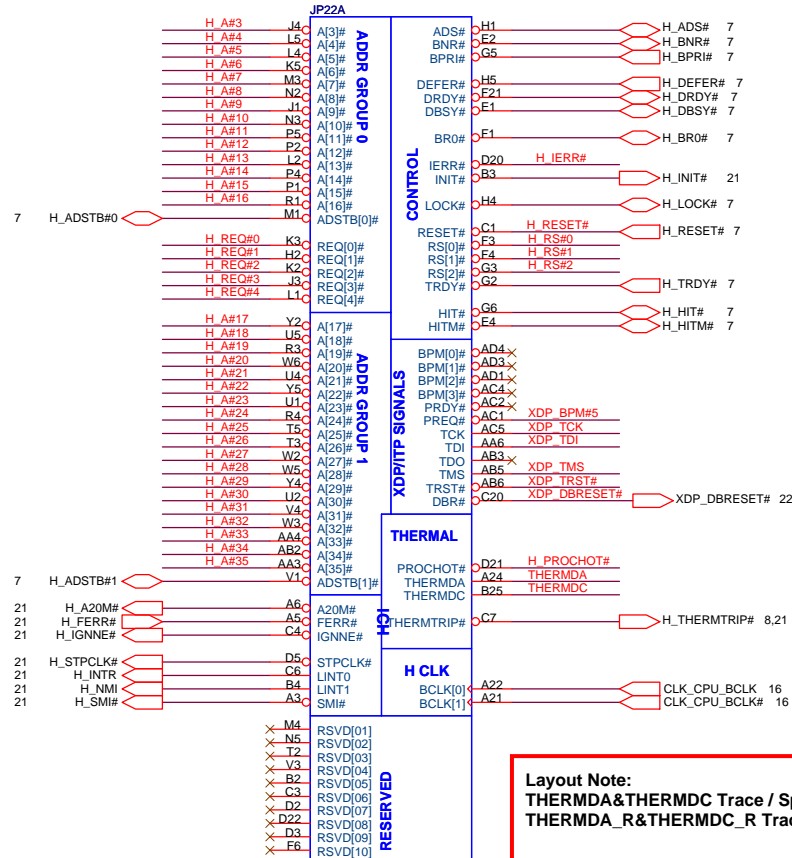 JP22A
H_A#3 J4 A[3]# ADS# H1 H_ADS# 7
H_A#4 L5 A[4]# BNR# E2 H_BNR# 7
H_A#5 L4 A[5]# BPRI# G5 H_BPRI# 7
H_A#6 K5 A[6]#
H_A#7 M3 A[7]# DEFER# H5 H_DEFER# 7
H_A#8 N2 A[8]# DRDY# F21 H_DRDY# 7
H_A#9 J1 A[9]# DBSY# E1 H_DBSY# 7
H_A#10 N3 A[10]#
H_A#11 P5 A[11]# BR0# F1 H_BR0# 7
H_A#12 P2 A[12]#
H_A#13 L2 A[13]# IERR# D20 H_IERR#
H_A#14 P4 A[14]# INIT# B3 H_INIT# 21
H_A#15 P1 A[15]#
H_A#16 R1 A[16]# LOCK# H4 H_LOCK# 7
7 H_ADSTB#0 M1 ADSTB[0]#
RESET# C1 H_RESET# H_RESET# 7
H_REQ#0 K3 REQ[0]# RS[0]# F3 H_RS#0
H_REQ#1 H2 REQ[1]# RS[1]# F4 H_RS#1
H_REQ#2 K2 REQ[2]# RS[2]# G3 H_RS#2
H_REQ#3 J3 REQ[3]# TRDY# G2 H_TRDY# 7
H_REQ#4 L1 REQ[4]#
HIT# G6 H_HIT# 7
HITM# E4 H_HITM# 7
ADDR GROUP 0
CONTROL
H_A#17 Y2 A[17]#
H_A#18 U5 A[18]#
H_A#19 R3 A[19]# BPM[0]# AD4
H_A#20 W6 A[20]# BPM[1]# AD3
H_A#21 U4 A[21]# BPM[2]# AD1
H_A#22 Y5 A[22]# BPM[3]# AC4
H_A#23 U1 A[23]# PRDY# AC2
H_A#24 R4 A[24]# PREQ# AC1 XDP_BPM#5
H_A#25 T5 A[25]# TCK AC5 XDP_TCK
H_A#26 T3 A[26]# TDI AA6 XDP_TDI
H_A#27 W2 A[27]# TDO AB3
H_A#28 W5 A[28]# TMS AB5 XDP_TMS
H_A#29 Y4 A[29]# TRST# AB6 XDP_TRST#
H_A#30 U2 A[30]# DBR# C20 XDP_DBRESET# XDP_DBRESET# 22
H_A#31 V4 A[31]#
H_A#32 W3 A[32]#
H_A#33 AA4 A[33]#
H_A#34 AB2 A[34]#
H_A#35 AA3 A[35]#
7 H_ADSTB#1 V1 ADSTB[1]#
ADDR GROUP 1
XDP/ITP SIGNALS
THERMAL
PROCHOT# D21 H_PROCHOT#
THERMDA A24 THERMDA
THERMDC B25 THERMDC
21 H_A20M# A6 A20M#
21 H_FERR# A5 FERR# THERMTRIP# C7 H_THERMTRIP# 8,21
21 H_IGNNE# C4 IGNNE#
ICH
21 H_STPCLK# D5 STPCLK#
21 H_INTR C6 LINT0
21 H_NMI B4 LINT1
21 H_SMI# A3 SMI#
H CLK
BCLK[0] A22 CLK_CPU_BCLK 16
BCLK[1] A21 CLK_CPU_BCLK# 16
M4 RSVD[01]
N5 RSVD[02]
T2 RSVD[03]
V3 RSVD[04]
B2 RSVD[05]
C3 RSVD[06]
D2 RSVD[07]
D22 RSVD[08]
D3 RSVD[09]
F6 RSVD[10]
RESERVED
Layout Note:
THERMDA&THERMDC Trace / Sp
THERMDA_R&THERMDC_R Trac